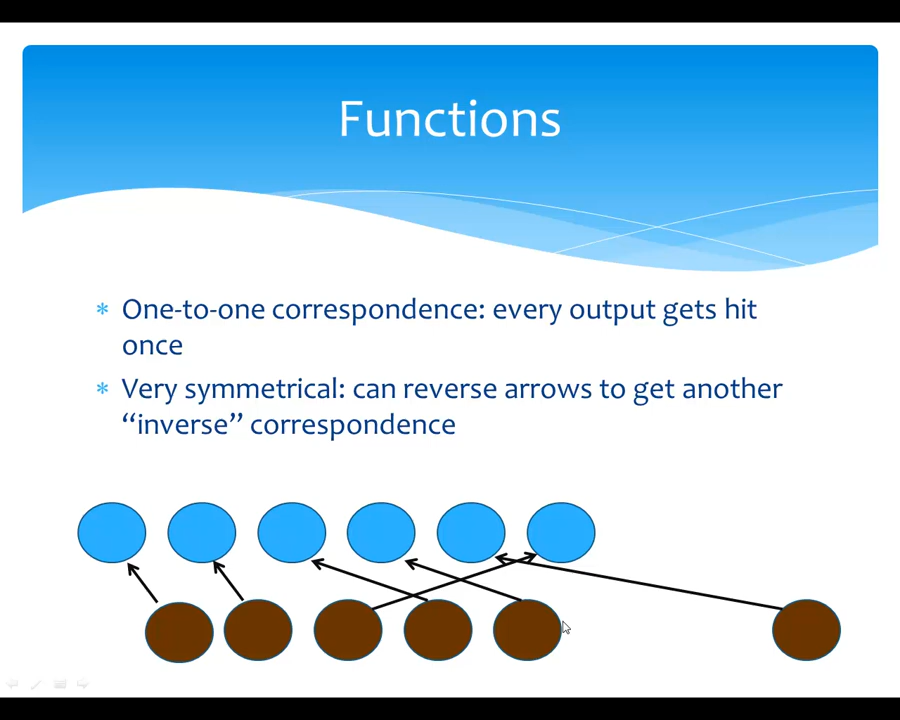 Functions
* One-to-one correspondence: every output gets hit
once
* Very symmetrical: can reverse arrows to get another
“inverse” correspondence